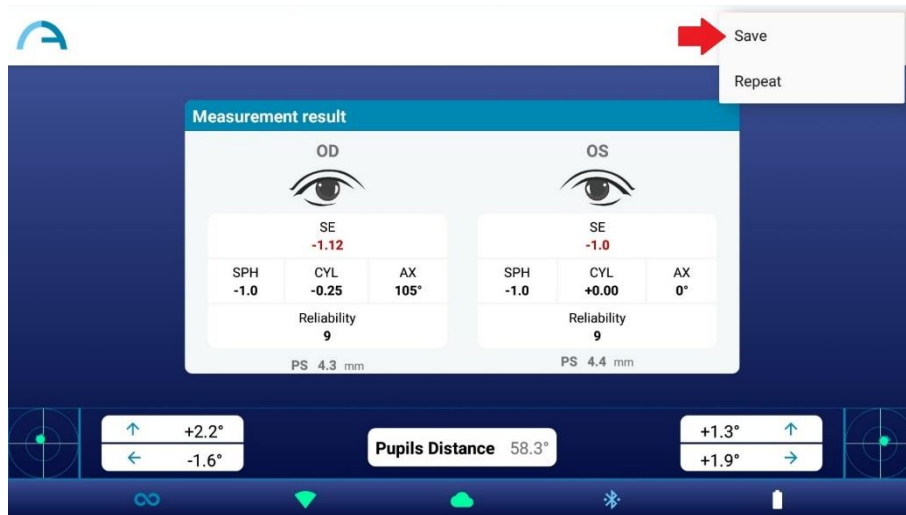 Save
Repeat
Measurement result
OD
OS
SE
-1.12
SE
-1.0
SPH CYL AX
-1.0 -0.25 105°
SPH CYL AX
-1.0 +0.00 0°
Reliability
9
Reliability
9
PS 4.3 mm
PS 4.4 mm
+2.2°
-1.6°
Pupils Distance 58.3°
+1.3°
+1.9°